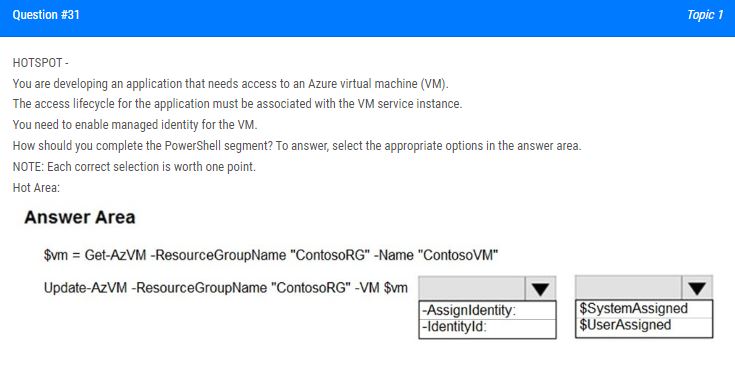 Question #31
Topic 1
HOTSPOT -
You are developing an application that needs access to an Azure virtual machine (VM).
The access lifecycle for the application must be associated with the VM service instance.
You need to enable managed identity for the VM.
How should you complete the PowerShell segment? To answer, select the appropriate options in the answer area.
NOTE: Each correct selection is worth one point.
Hot Area:
Answer Area
$vm = Get-AzVM -ResourceGroupName "ContosoRG" -Name "ContosoVM"
Update-AzVM -ResourceGroupName "ContosoRG" -VM $vm
-AssignIdentity:
-IdentityId:
$SystemAssigned
$UserAssigned